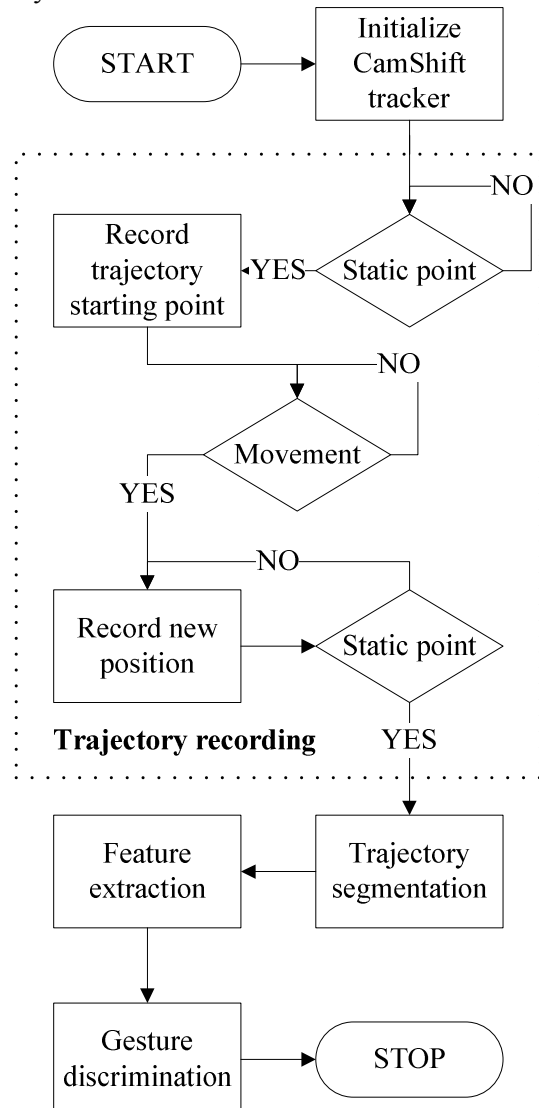 START
Initialize
CamShift
tracker
NO
Record
trajectory
starting point
YES
Static point
NO
Movement
YES
NO
Record new
position
Static point
Trajectory recording
YES
Feature
extraction
Trajectory
segmentation
Gesture
discrimination
STOP